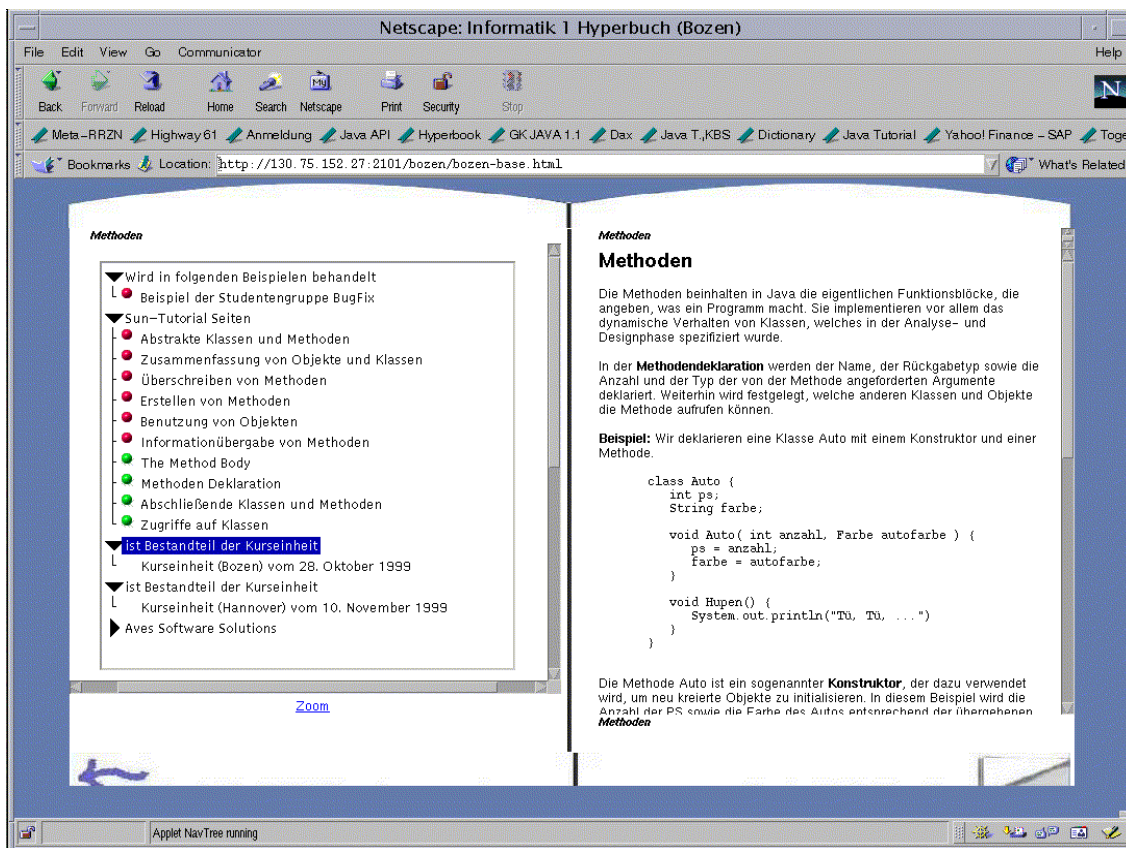 Netscape: Informatik 1 Hyperbuch (Bozen)
File Edit View Go Communicator Help
My
N
Back Forward Reload Home Search Netscape Print Security Stop
Meta-RRZN Highway 61 Anmeldung Java API Hyperbook GK JAVA 1.1 Dax Java T.,KBS Dictionary Java Tutorial Yahoo! Finance - SAP Toge
Bookmarks Location: http://130.75.152.27:2101/bozen/bozen-base.html What's Related
Methoden
Wird in folgenden Beispielen behandelt
Beispiel der Studentengruppe BugFix
Sun-Tutorial Seiten
Abstrakte Klassen und Methoden
Zusammenfassung von Objekte und Klassen
Überschreiben von Methoden
Erstellen von Methoden
Benutzung von Objekten
Informationübergabe von Methoden
The Method Body
Methoden Deklaration
Abschließende Klassen und Methoden
Zugriffe auf Klassen
ist Bestandteil der Kurseinheit
Kurseinheit (Bozen) vom 28. Oktober 1999
ist Bestandteil der Kurseinheit
Kurseinheit (Hannover) vom 10. November 1999
Aves Software Solutions
Zoom
Methoden
Methoden
Die Methoden beinhalten in Java die eigentlichen Funktionsblöcke, die
angeben, was ein Programm macht. Sie implementieren vor allem das
dynamische Verhalten von Klassen, welches in der Analyse- und
Designphase spezifiziert wurde.
In der Methodendeklaration werden der Name, der Rückgabetyp sowie die
Anzahl und der Typ der von der Methode angeforderten Argumente
deklariert. Weiterhin wird festgelegt, welche anderen Klassen und Objekte
die Methode aufrufen können.
Beispiel: Wir deklarieren eine Klasse Auto mit einem Konstruktor und einer
Methode.
class Auto {
int ps;
String farbe;
void Auto( int anzahl, Farbe autofarbe ) {
ps = anzahl;
farbe = autofarbe;
}
void Hupen() {
System.out.println("Tü, Tü, ...")
}
}
Die Methode Auto ist ein sogenannter Konstruktor, der dazu verwendet
wird, um neu kreierte Objekte zu initialisieren. In diesem Beispiel wird die
Anzahl der PS sowie die Farbe des Autos entsprechend der übergebenen
Methoden
Applet NavTree running